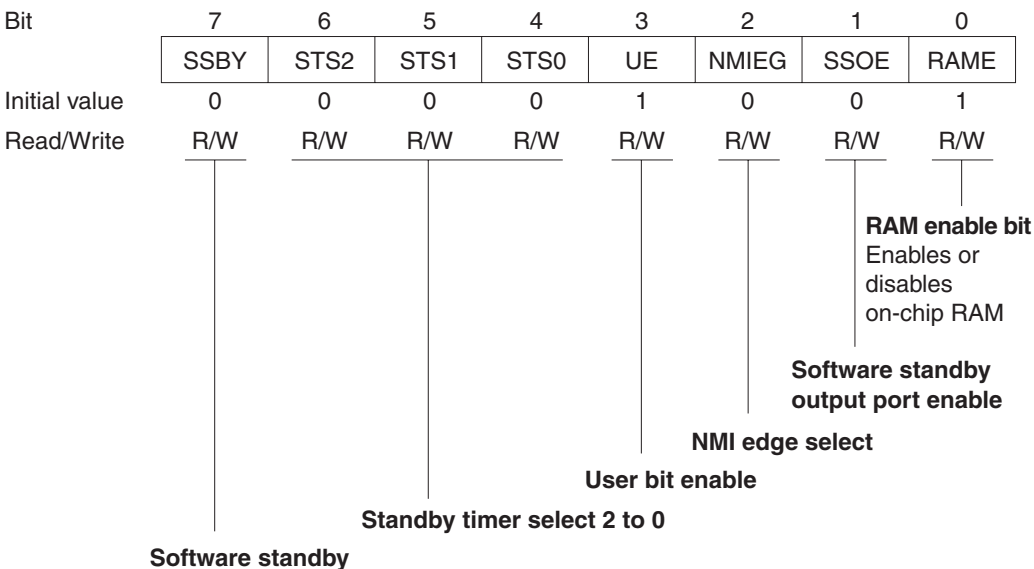 Bit 7 6 5 4 3 2 1 0
SSBY STS2 STS1 STS0 UE NMIEG SSOE RAME
Initial value 0 0 0 0 1 0 0 1
Read/Write R/W R/W R/W R/W R/W R/W R/W R/W
RAM enable bit
Enables or
disables
on-chip RAM
Software standby
output port enable
NMI edge select
User bit enable
Standby timer select 2 to 0
Software standby